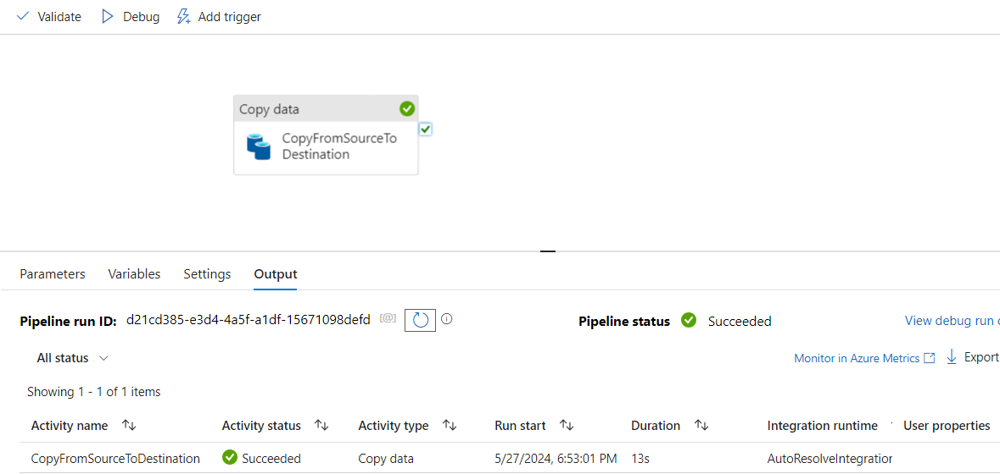 Validate Debug Add trigger
Copy data
CopyFromSourceTo
Destination
Parameters Variables Settings Output
Pipeline run ID: d21cd385-e3d4-4a5f-a1df-15671098defd [@] Pipeline status Succeeded View debug run c
All status Monitor in Azure Metrics Export
Showing 1 - 1 of 1 items
Activity name Activity status Activity type Run start Duration Integration runtime User properties
CopyFromSourceToDestination Succeeded Copy data 5/27/2024, 6:53:01 PM 13s AutoResolveIntegration